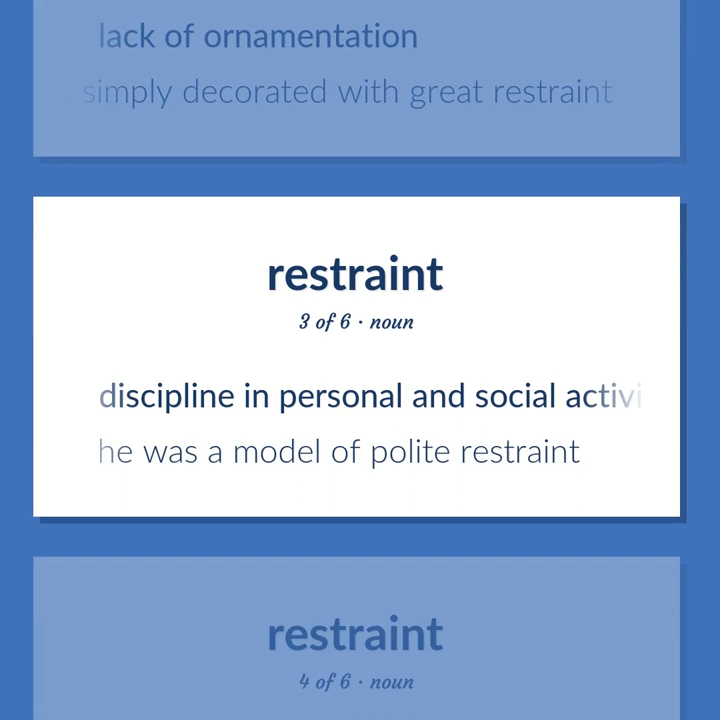 lack of ornamentation
simply decorated with great restraint
restraint
3 of 6 · noun
discipline in personal and social activi
he was a model of polite restraint
restraint
4 of 6 · noun